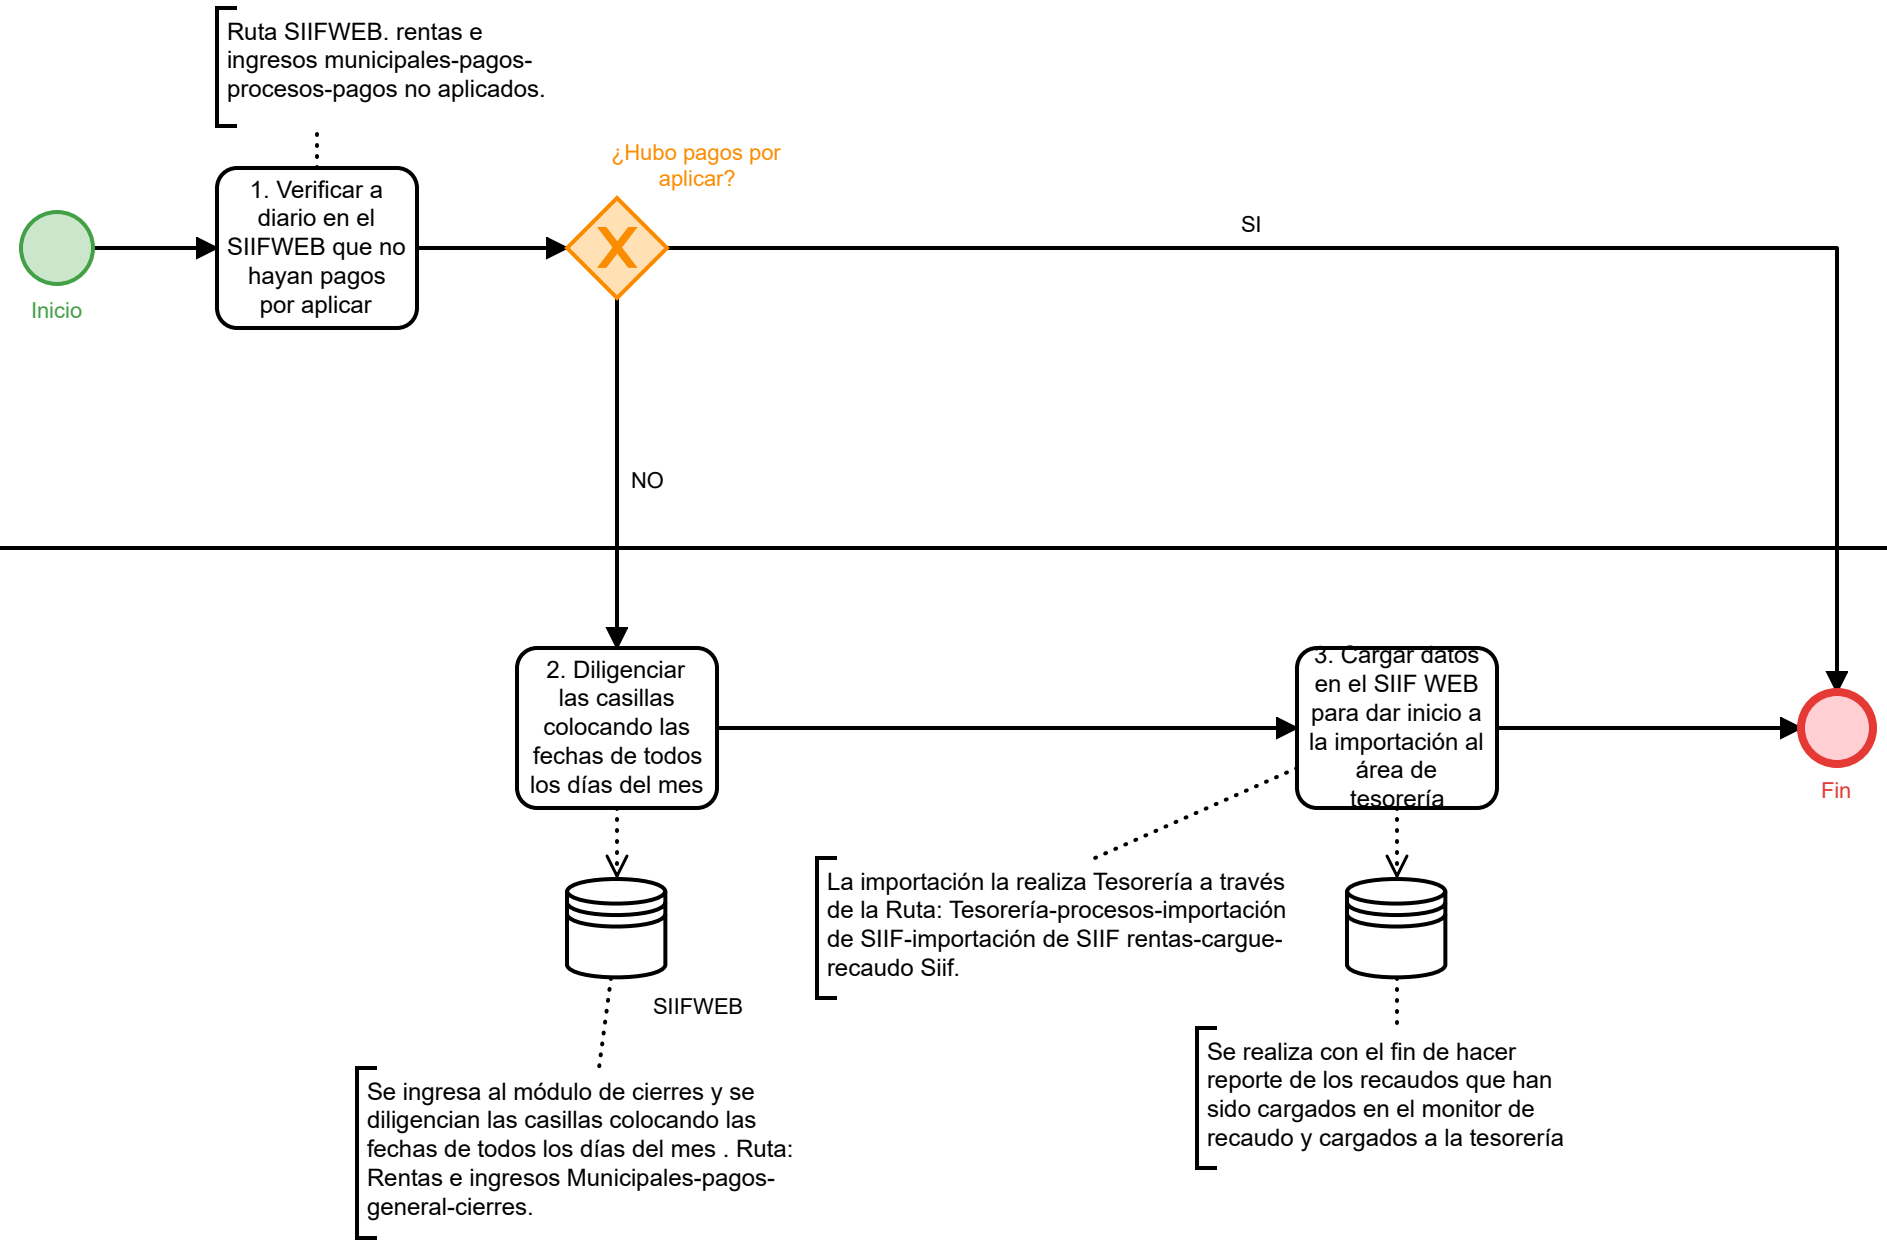 Ruta SIIFWEB. rentas e
ingresos municipales-pagos-
procesos-pagos no aplicados.
¿Hubo pagos por
aplicar?
1. Verificar a
diario en el
SIIFWEB que no
hayan pagos
por aplicar
X
SI
Inicio
NO
2. Diligenciar
las casillas
colocando las
fechas de todos
los días del mes
3. Cargar datos
en el SIIF WEB
para dar inicio a
la importación al
área de
tesorería
Fin
La importación la realiza Tesorería a través
de la Ruta: Tesorería-procesos-importación
de SIIF-importación de SIIF rentas-cargue-
recaudo Siif.
SIIFWEB
Se realiza con el fin de hacer
reporte de los recaudos que han
sido cargados en el monitor de
recaudo y cargados a la tesorería
Se ingresa al módulo de cierres y se
diligencian las casillas colocando las
fechas de todos los días del mes . Ruta:
Rentas e ingresos Municipales-pagos-
general-cierres.